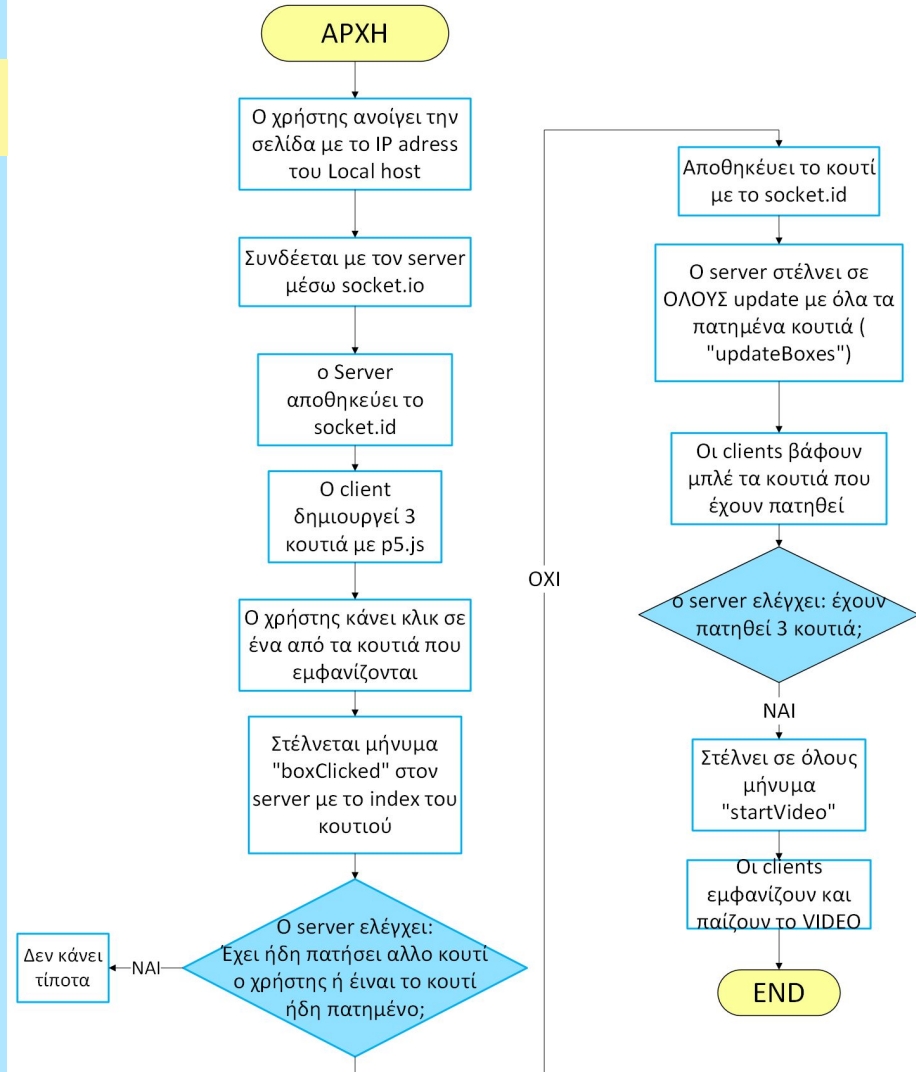 ΑΡΧΗ
Ο χρήστης ανοίγει την
σελίδα με το IP adress
του Local host
Συνδέεται με τον server
μέσω socket.io
ο Server
αποθηκεύει το
socket.id
Ο client
δημιουργεί 3
κουτιά με p5.js
Ο χρήστης κάνει κλικ σε
ένα από τα κουτιά που
εμφανίζονται
Στέλνεται μήνυμα
"boxClicked" στον
server με το index του
κουτιού
Ο server ελέγχει:
Έχει ήδη πατήσει αλλο κουτί
ο χρήστης ή έιναι το κουτί
ήδη πατημένο;
ΝΑΙ
Δεν κάνει
τίποτα
ΟΧΙ
Αποθηκέυει το κουτί
με το socket.id
Ο server στέλνει σε
ΟΛΟΥΣ update με όλα τα
πατημένα κουτιά (
"updateBoxes")
Οι clients βάφουν
μπλέ τα κουτιά που
έχουν πατηθεί
ο server ελέγχει: έχουν
πατηθεί 3 κουτιά;
ΝΑΙ
Στέλνει σε όλους
μήνυμα
"startVideo"
Οι clients
εμφανίζουν και
παίζουν το VIDEO
END